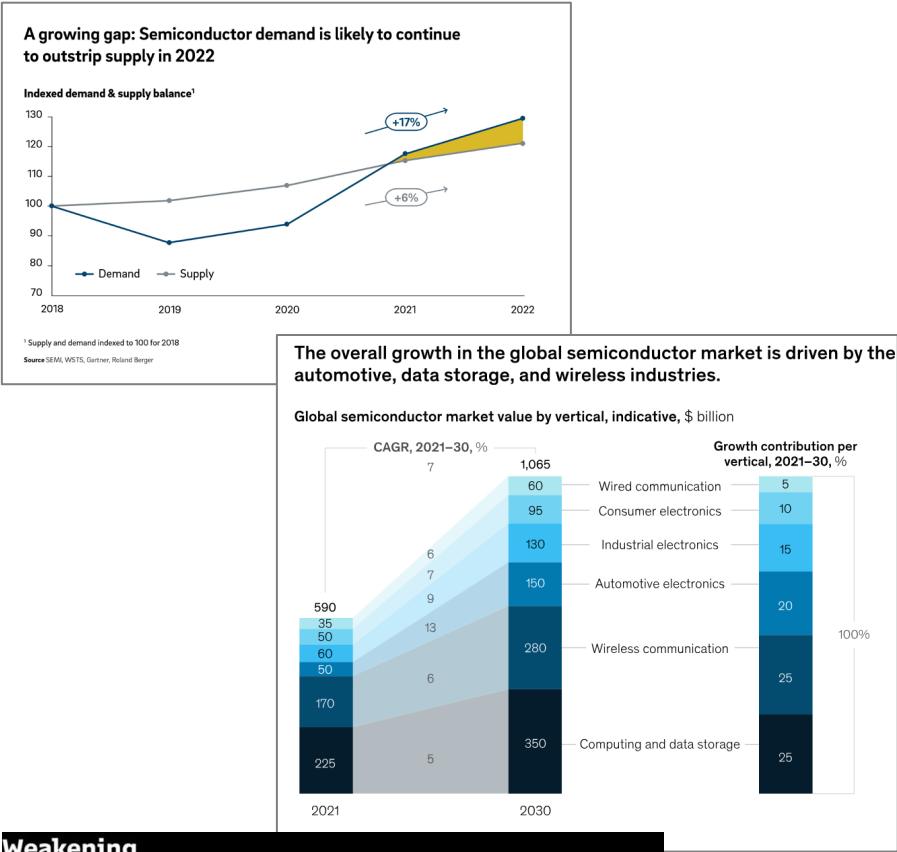 A growing gap: Semiconductor demand is likely to continue
to outstrip supply in 2022
Indexed demand & supply balance¹
130
120
110
100
90
80
70
+17%
+6%
Demand
Supply
2018
2019
2020
2021
2022
¹ Supply and demand indexed to 100 for 2018
Source SEMI, WSTS, Gartner, Roland Berger
The overall growth in the global semiconductor market is driven by the
automotive, data storage, and wireless industries.
Global semiconductor market value by vertical, indicative, $ billion
CAGR, 2021–30, %
7
Growth contribution per
vertical, 2021–30, %
1,065
60
Wired communication
5
95
Consumer electronics
10
130
Industrial electronics
15
150
Automotive electronics
20
280
Wireless communication
25
350
Computing and data storage
25
100%
6
7
9
13
6
5
590
35
50
60
50
170
225
2021
2030
Weakening